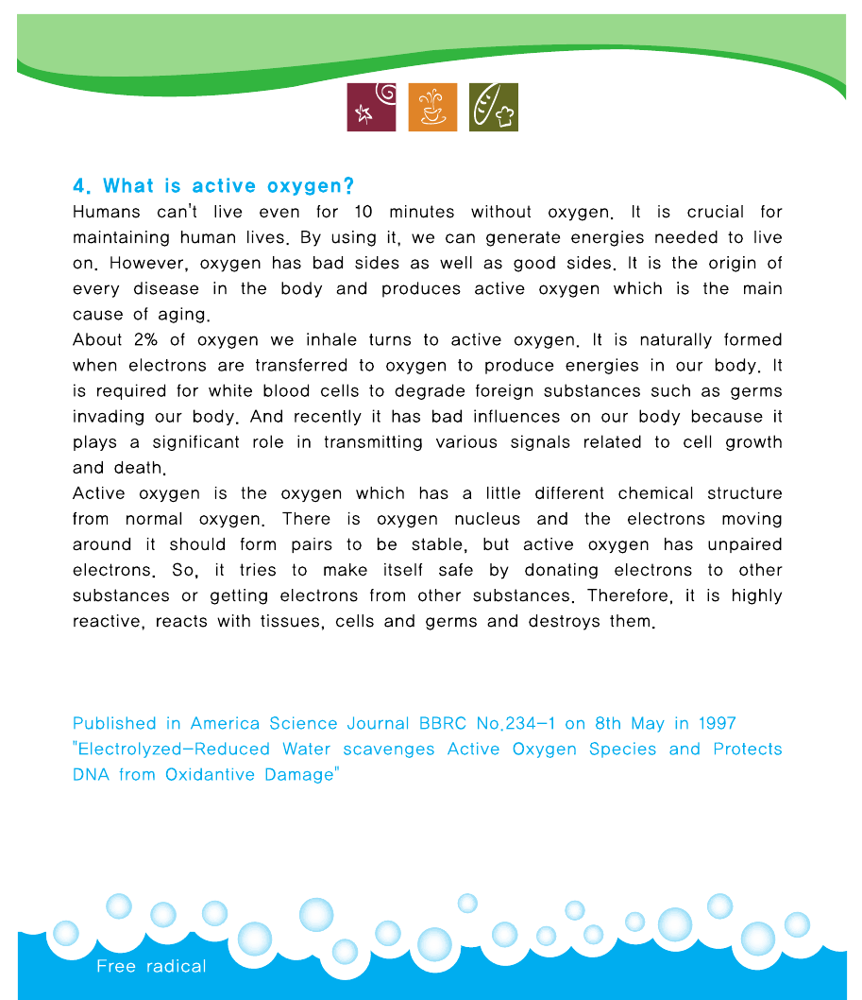 4. What is active oxygen?
Humans can't live even for 10 minutes without oxygen. It is crucial for
maintaining human lives. By using it, we can generate energies needed to live
on. However, oxygen has bad sides as well as good sides. It is the origin of
every disease in the body and produces active oxygen which is the main
cause of aging.
About 2% of oxygen we inhale turns to active oxygen. It is naturally formed
when electrons are transferred to oxygen to produce energies in our body. It
is required for white blood cells to degrade foreign substances such as germs
invading our body. And recently it has bad influences on our body because it
plays a significant role in transmitting various signals related to cell growth
and death.
Active oxygen is the oxygen which has a little different chemical structure
from normal oxygen. There is oxygen nucleus and the electrons moving
around it should form pairs to be stable, but active oxygen has unpaired
electrons. So, it tries to make itself safe by donating electrons to other
substances or getting electrons from other substances. Therefore, it is highly
reactive, reacts with tissues, cells and germs and destroys them.
Published in America Science Journal BBRC No.234-1 on 8th May in 1997
"Electrolyzed-Reduced Water scavenges Active Oxygen Species and Protects
DNA from Oxidantive Damage"
Free radical